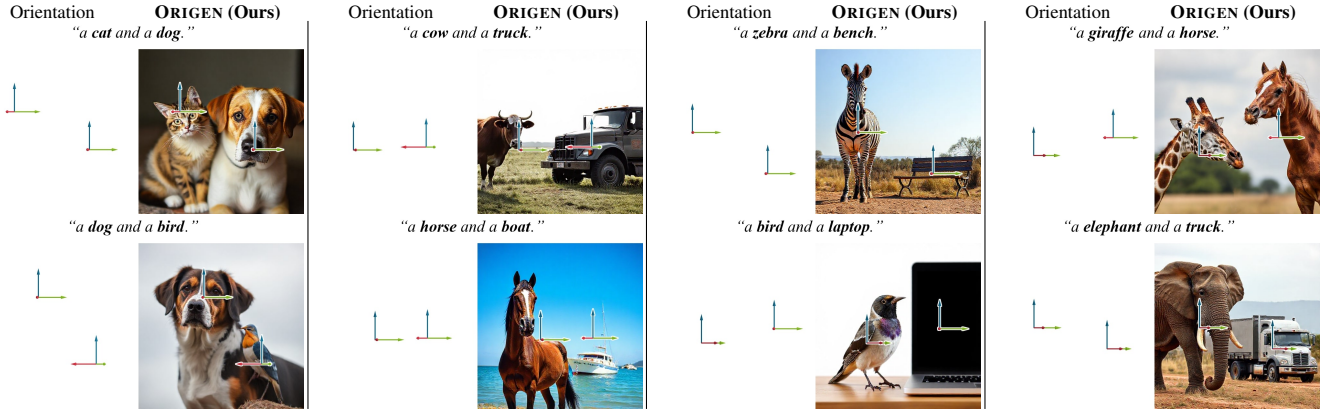 Orientation ORIGEN (Ours) Orientation ORIGEN (Ours) Orientation ORIGEN (Ours) Orientation ORIGEN (Ours)
“a cat and a dog.” “a cow and a truck.” “a zebra and a bench.” “a giraffe and a horse.”
“a dog and a bird.” “a horse and a boat.” “a bird and a laptop.” “a elephant and a truck.”